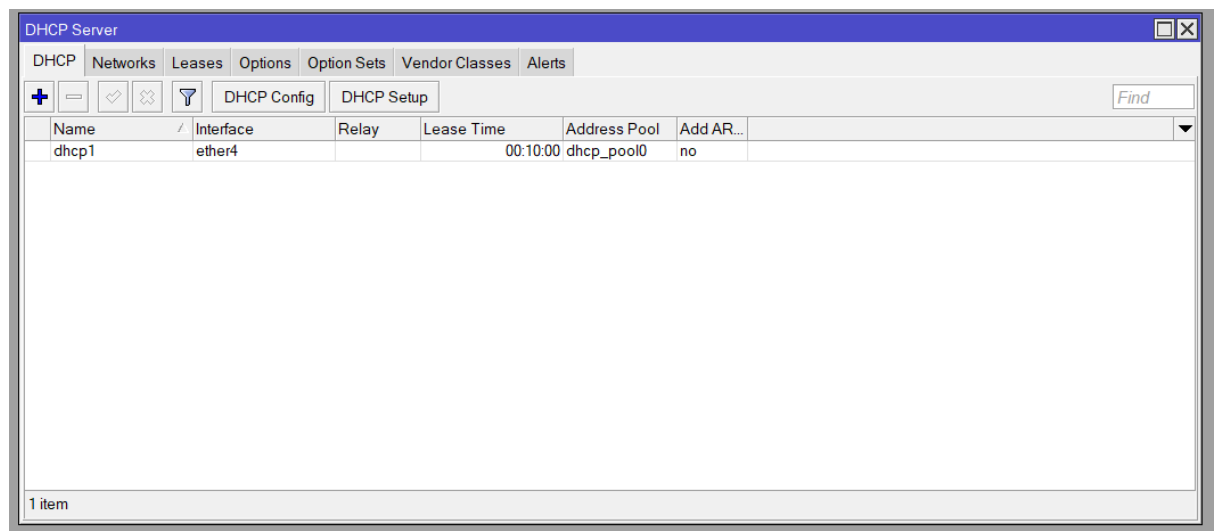 DHCP Server
DHCP Networks Leases Options Option Sets Vendor Classes Alerts
DHCP Config DHCP Setup Find
Name Interface Relay Lease Time Address Pool Add AR...
dhcp1 ether4 00:10:00 dhcp_pool0 no
1 item